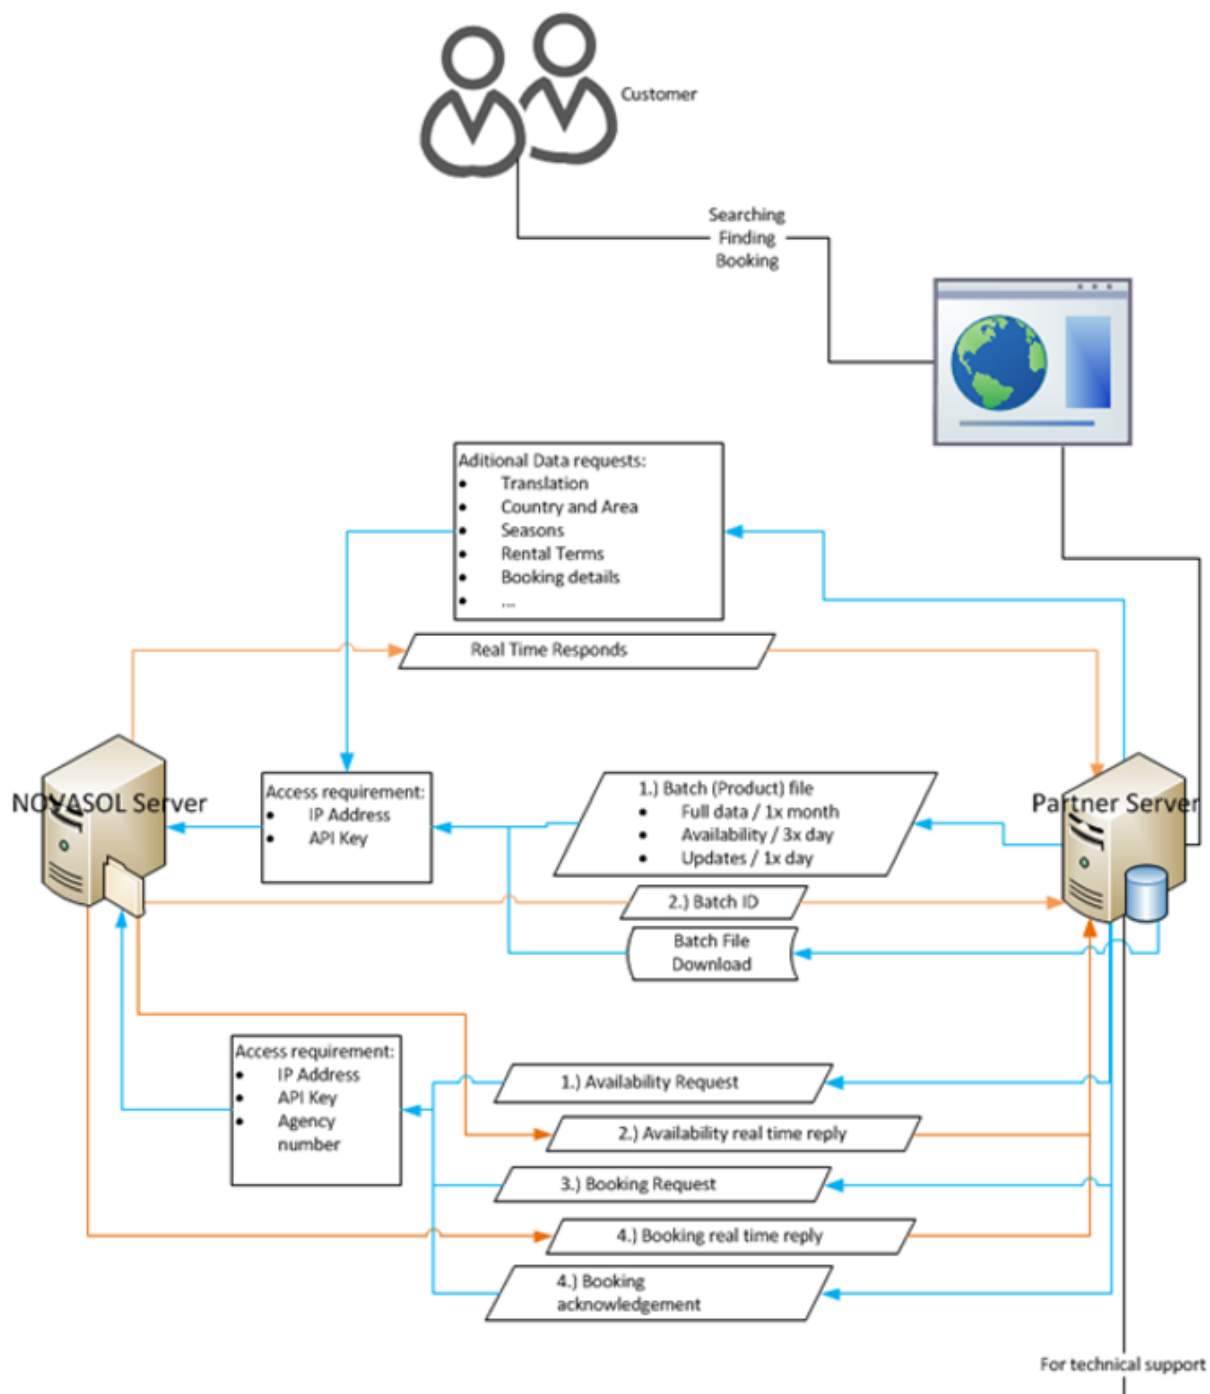 Customer
Searching
Finding
Booking
Aditional Data requests:
• Translation
• Country and Area
• Seasons
• Rental Terms
• Booking details
• ...
Real Time Responds
NOVASOL Server
Access requirement:
• IP Address
• API Key
1.) Batch (Product) file
• Full data / 1x month
• Availability / 3x day
• Updates / 1x day
Partner Server
2.) Batch ID
Batch File
Download
Access requirement:
• IP Address
• API Key
• Agency
number
1.) Availability Request
2.) Availability real time reply
3.) Booking Request
4.) Booking real time reply
4.) Booking
acknowledgement
For technical support